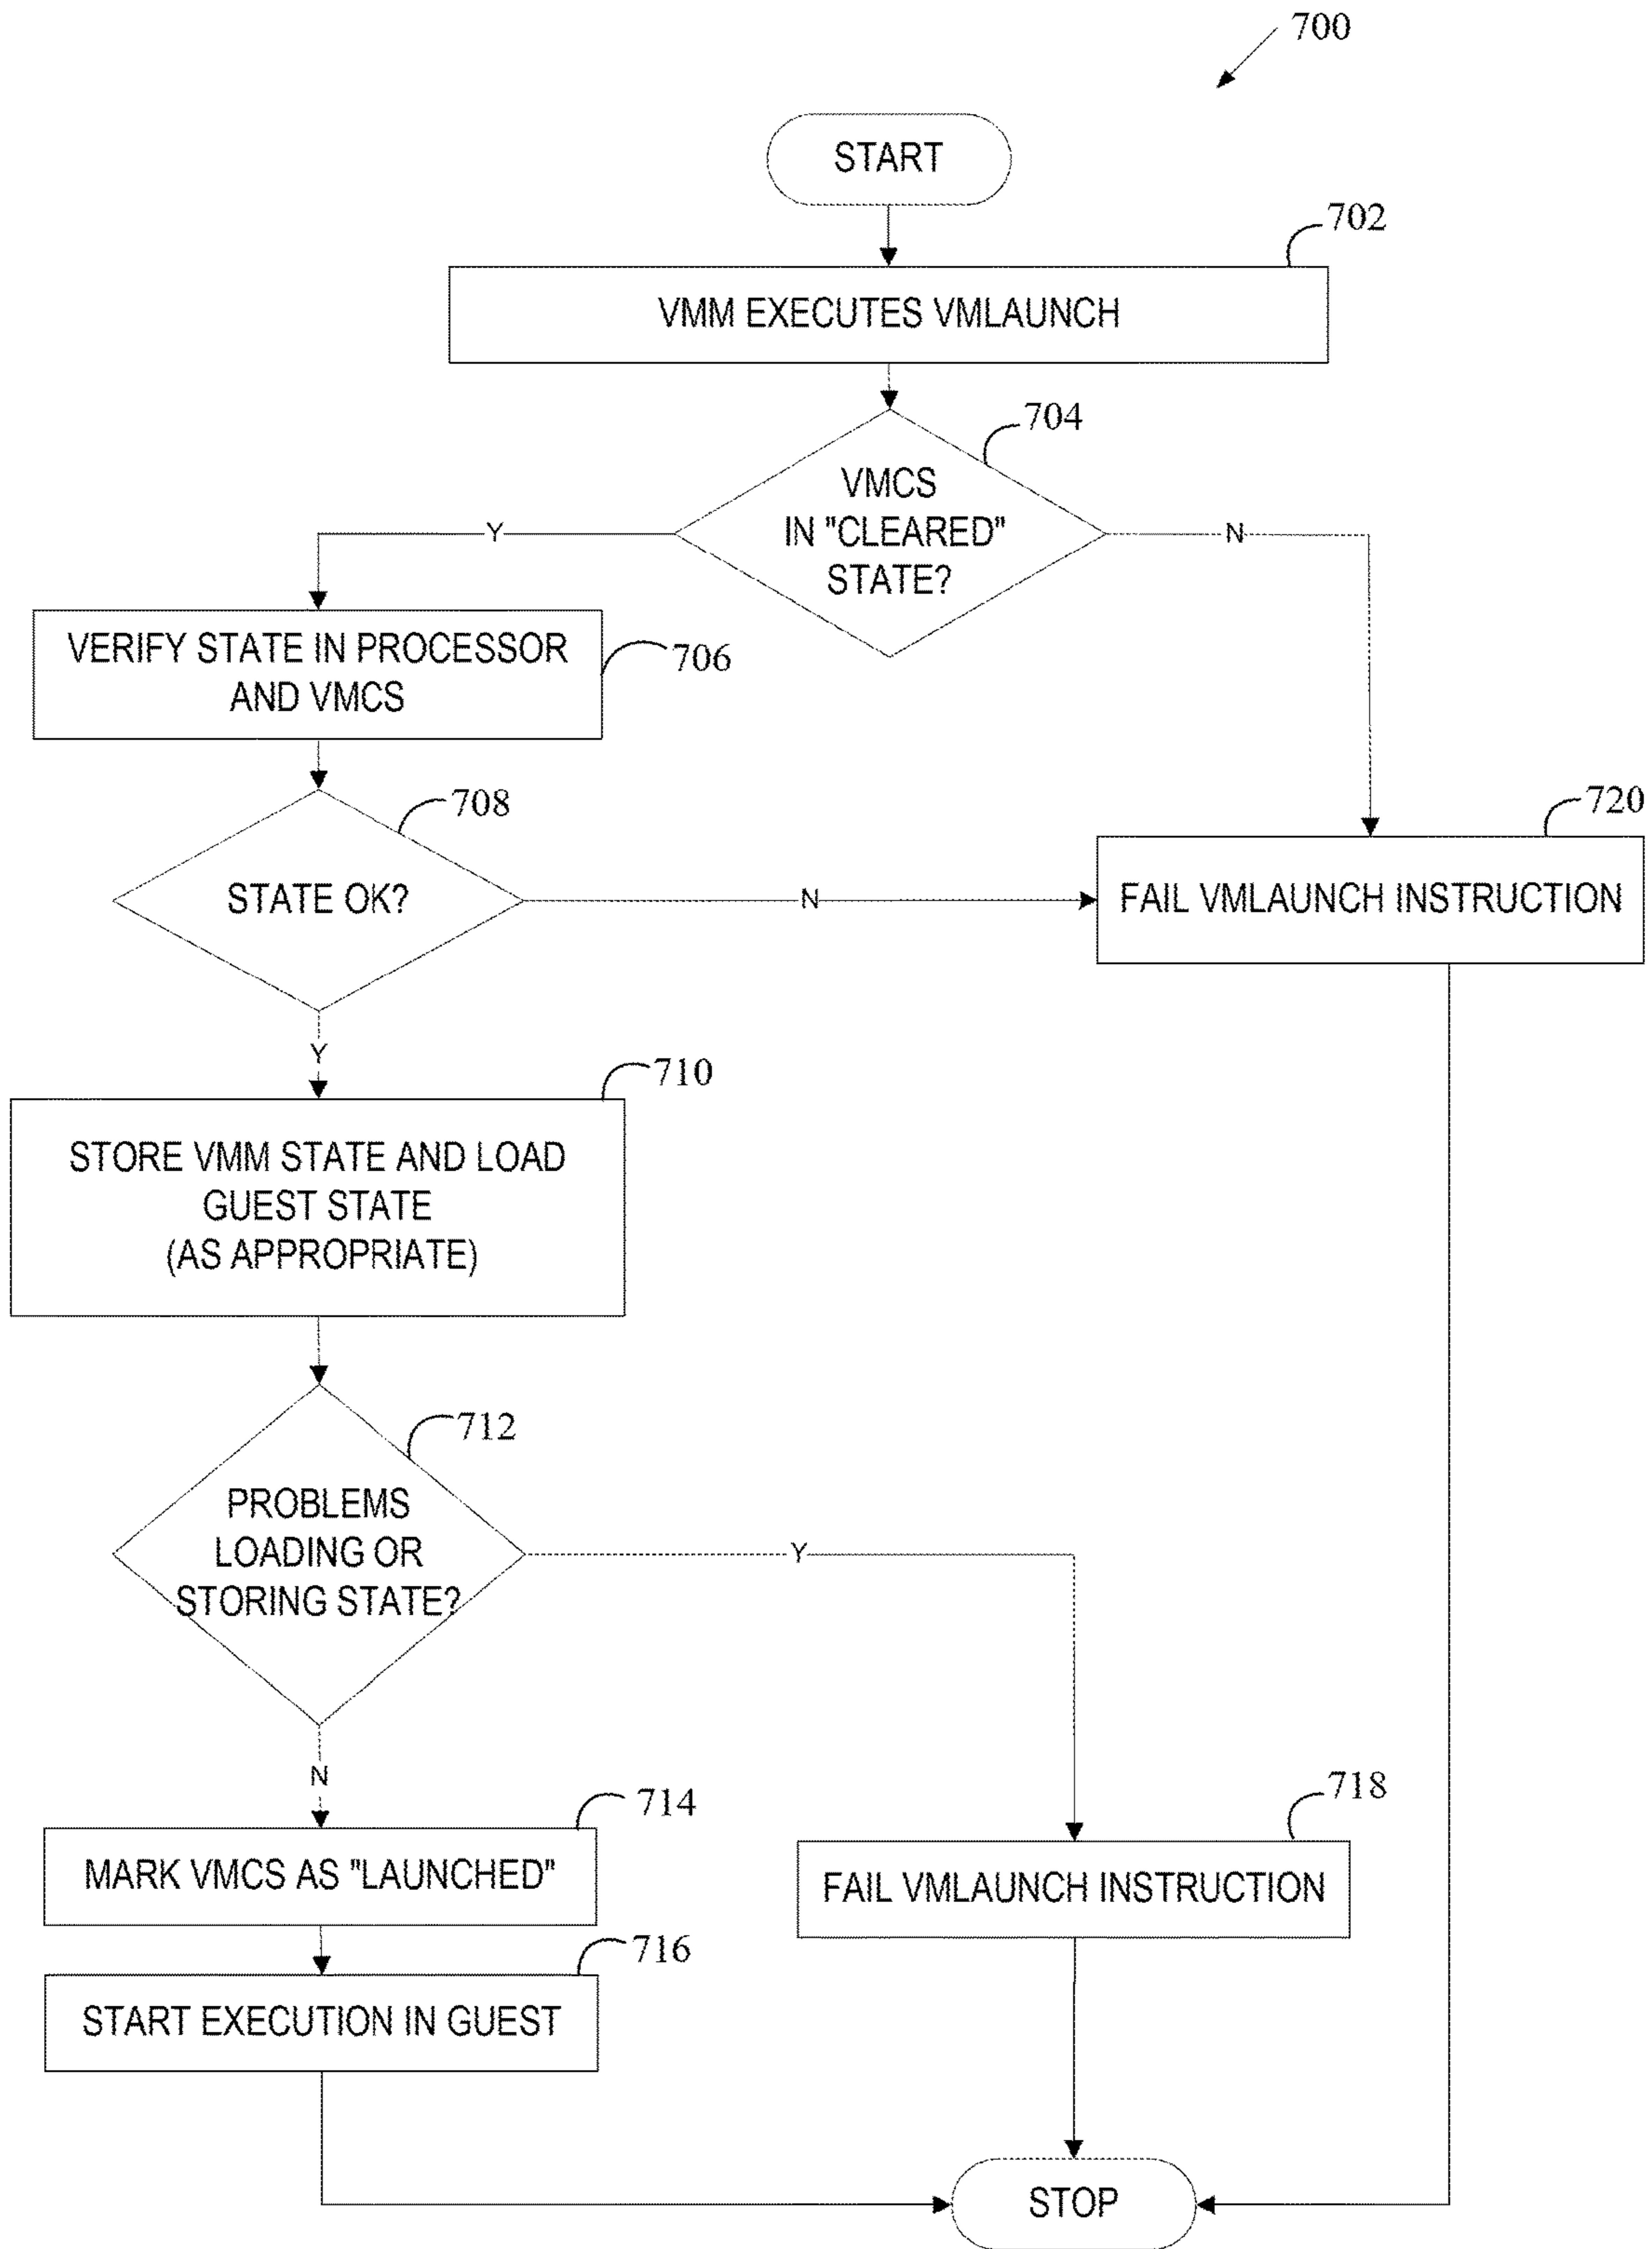 700
START
702
VMM EXECUTES VMLAUNCH
704
VMCS
IN "CLEARED"
STATE?
Y
N
VERIFY STATE IN PROCESSOR
AND VMCS
706
708
720
STATE OK?
N
FAIL VMLAUNCH INSTRUCTION
Y
710
STORE VMM STATE AND LOAD
GUEST STATE
(AS APPROPRIATE)
712
PROBLEMS
LOADING OR
STORING STATE?
Y
N
714
718
MARK VMCS AS "LAUNCHED"
FAIL VMLAUNCH INSTRUCTION
716
START EXECUTION IN GUEST
STOP